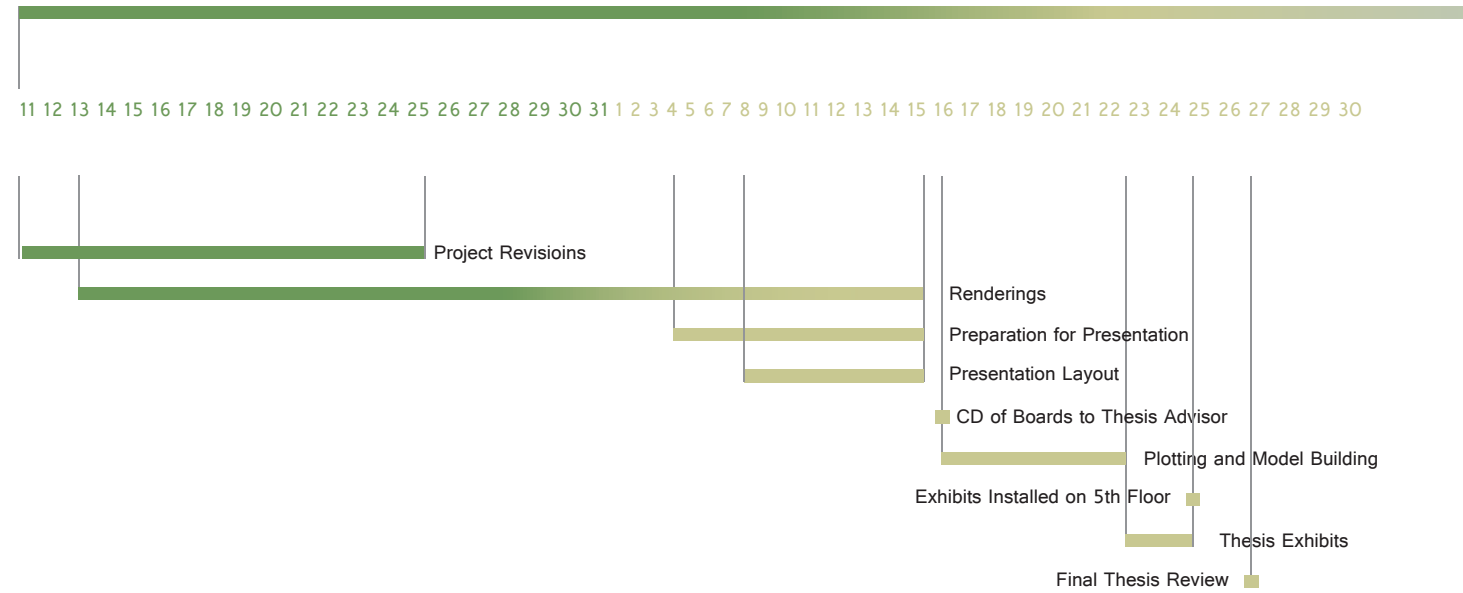 11 12 13 14 15 16 17 18 19 20 21 22 23 24 25 26 27 28 29 30 31 1 2 3 4 5 6 7 8 9 10 11 12 13 14 15 16 17 18 19 20 21 22 23 24 25 26 27 28 29 30
Project Revisioins
Renderings
Preparation for Presentation
Presentation Layout
CD of Boards to Thesis Advisor
Plotting and Model Building
Exhibits Installed on 5th Floor
Thesis Exhibits
Final Thesis Review